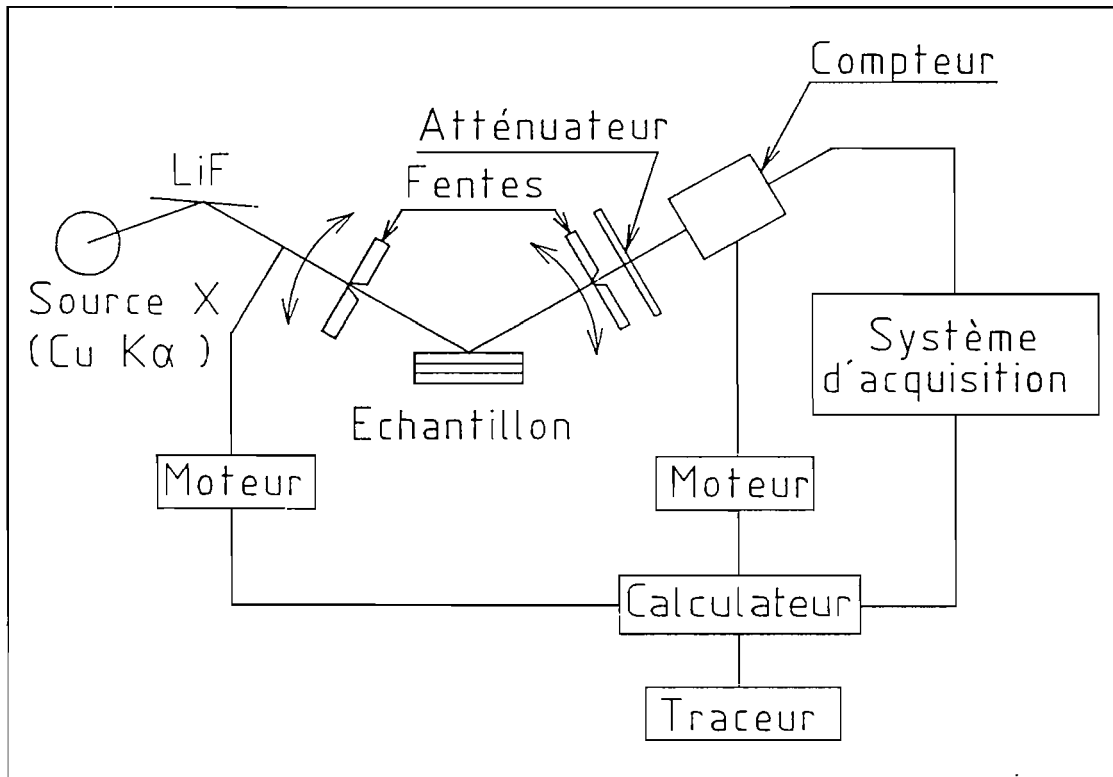 Compteur
Atténuateur
LiF
Fentes
Source X
(Cu Kα )
Système
d'acquisition
Echantillon
Moteur
Moteur
Calculateur
Traceur